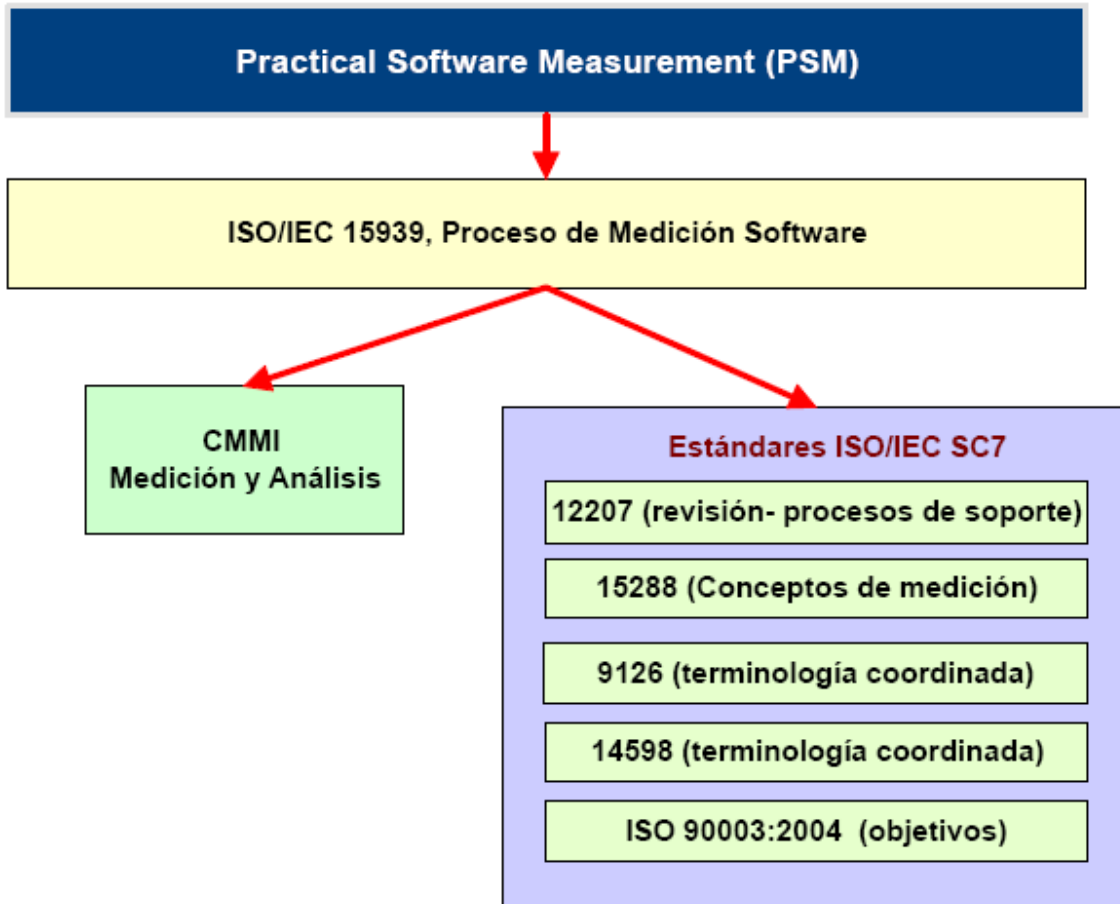 Practical Software Measurement (PSM)
ISO/IEC 15939, Proceso de Medición Software
CMMI
Medición y Análisis
Estándares ISO/IEC SC7
12207 (revisión- procesos de soporte)
15288 (Conceptos de medición)
9126 (terminología coordinada)
14598 (terminología coordinada)
ISO 90003:2004 (objetivos)